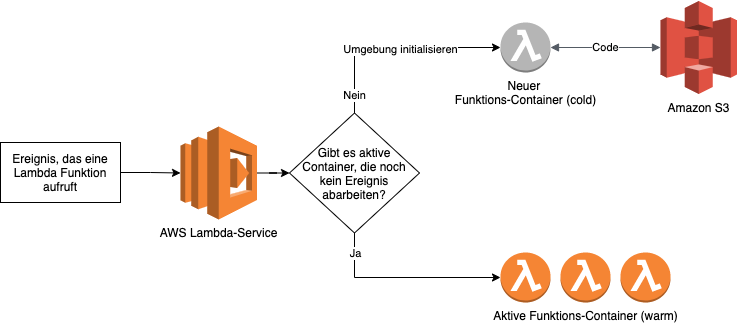 Umgebung initialisieren
Code
Neuer
Funktions-Container (cold)
Amazon S3
Nein
Ereignis, das eine
Lambda Funktion
aufruft
AWS Lambda-Service
Gibt es aktive
Container, die noch
kein Ereignis
abarbeiten?
Ja
Aktive Funktions-Container (warm)